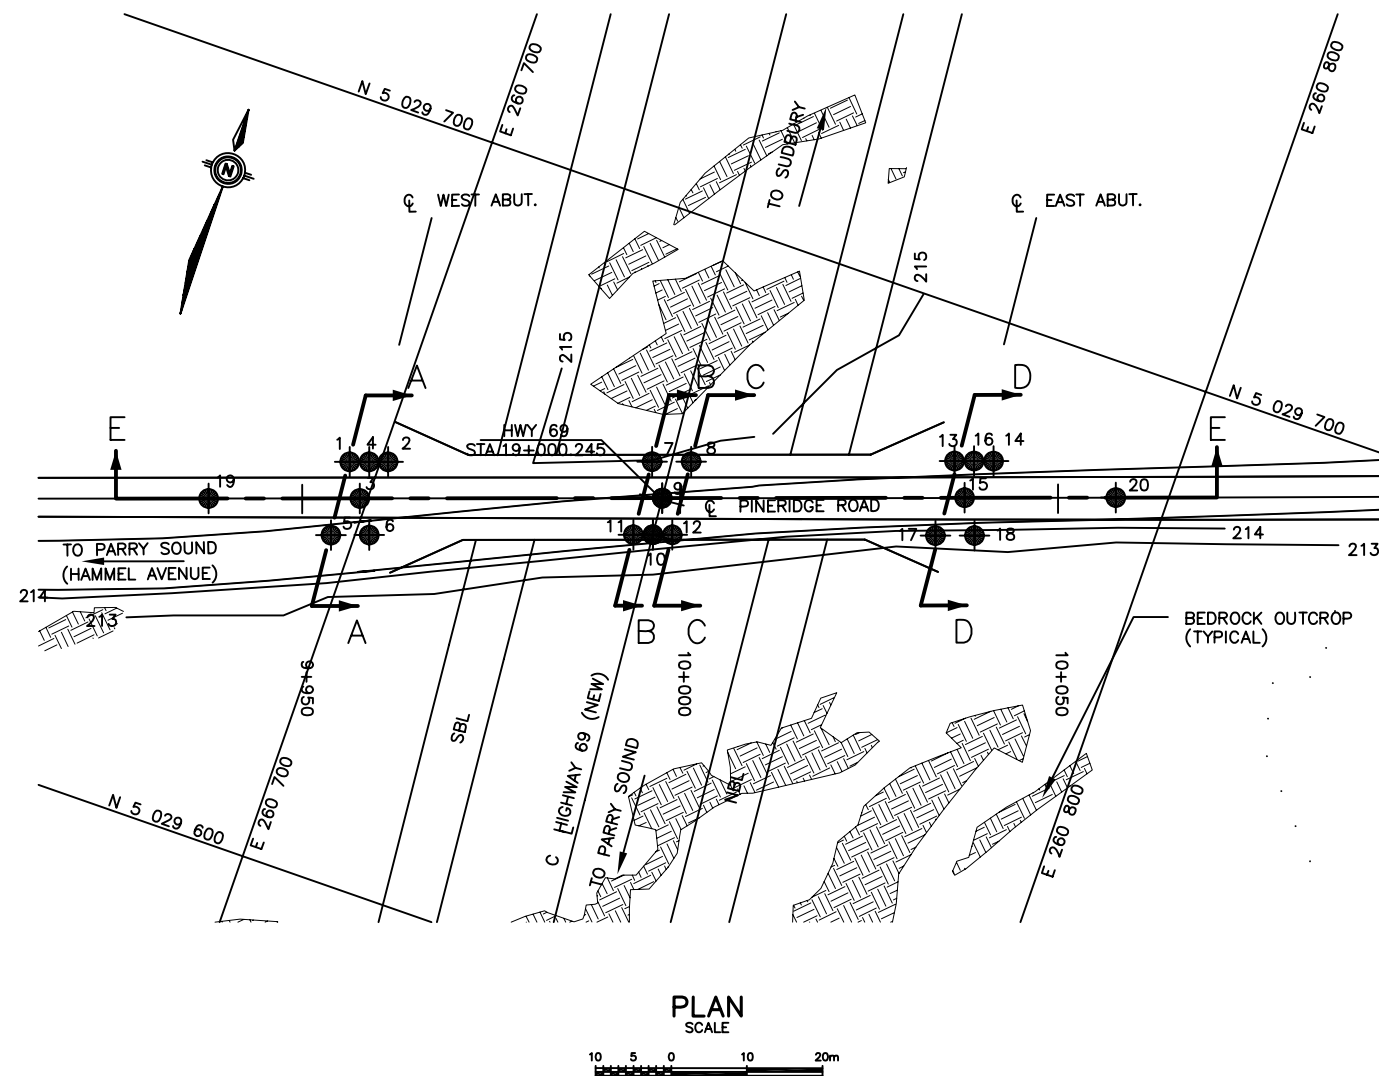 N 5 029 700
E 260 700
E 260 800
TO SUDBURY
N
℄ WEST ABUT.
℄ EAST ABUT.
215
215
A
B
C
D
N 5 029 700
E
E
HWY 69
STA 19+000.245
1
4
2
7
8
13
16
14
19
3
9
15
20
℄ PINERIDGE ROAD
5
6
11
10
12
17
18
TO PARRY SOUND
(HAMMEL AVENUE)
214
213
214
213
A
B
C
D
BEDROCK OUTCROP
(TYPICAL)
9+950
10+000
10+050
SBL
C HIGHWAY 69 (NEW)
L
TO PARRY SOUND
NBL
N 5 029 600
E 260 700
E 260 800
PLAN
SCALE
10 5 0 10 20m